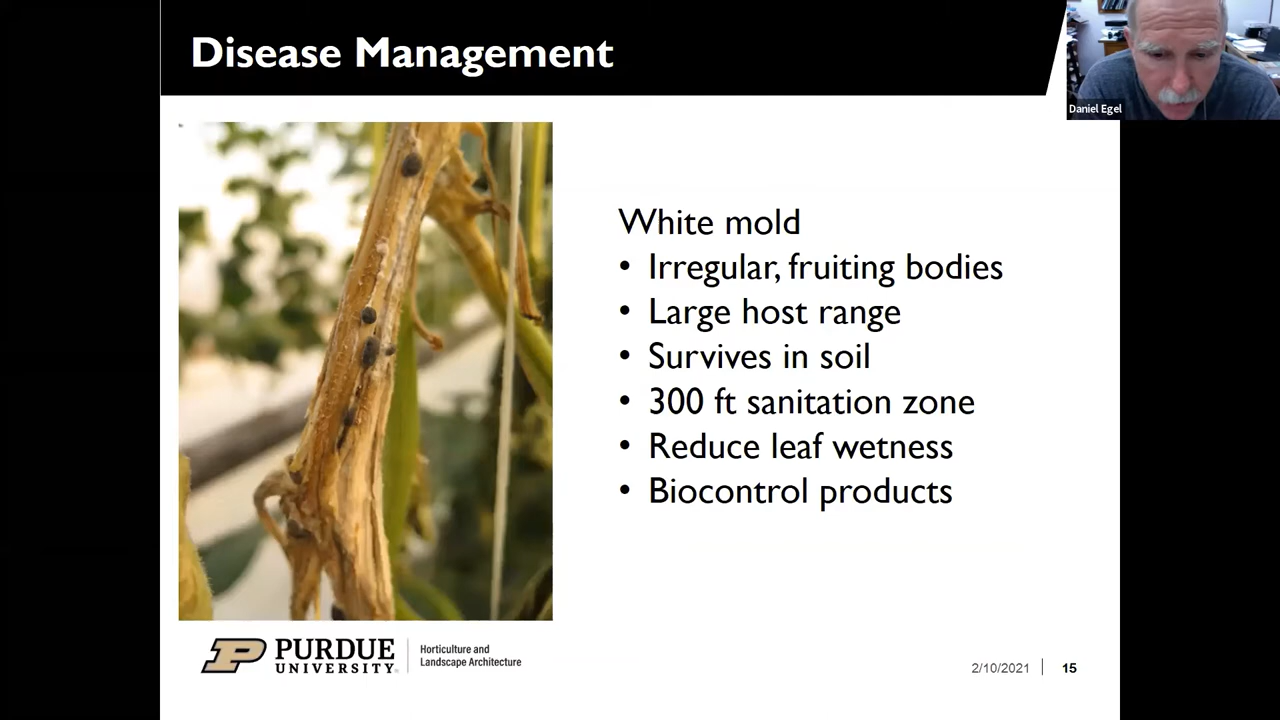 Disease Management
Daniel Egel
White mold
• Irregular, fruiting bodies
• Large host range
• Survives in soil
• 300 ft sanitation zone
• Reduce leaf wetness
• Biocontrol products
PURDUE
UNIVERSITY
Horticulture and
Landscape Architecture
2/10/2021
15